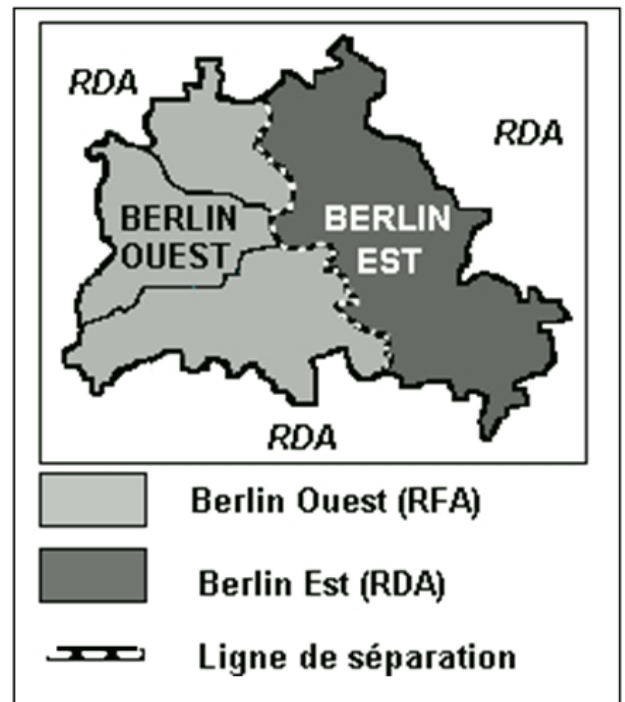 RDA
RDA
BERLIN
OUEST
BERLIN
EST
RDA
Berlin Ouest (RFA)
Berlin Est (RDA)
Ligne de séparation